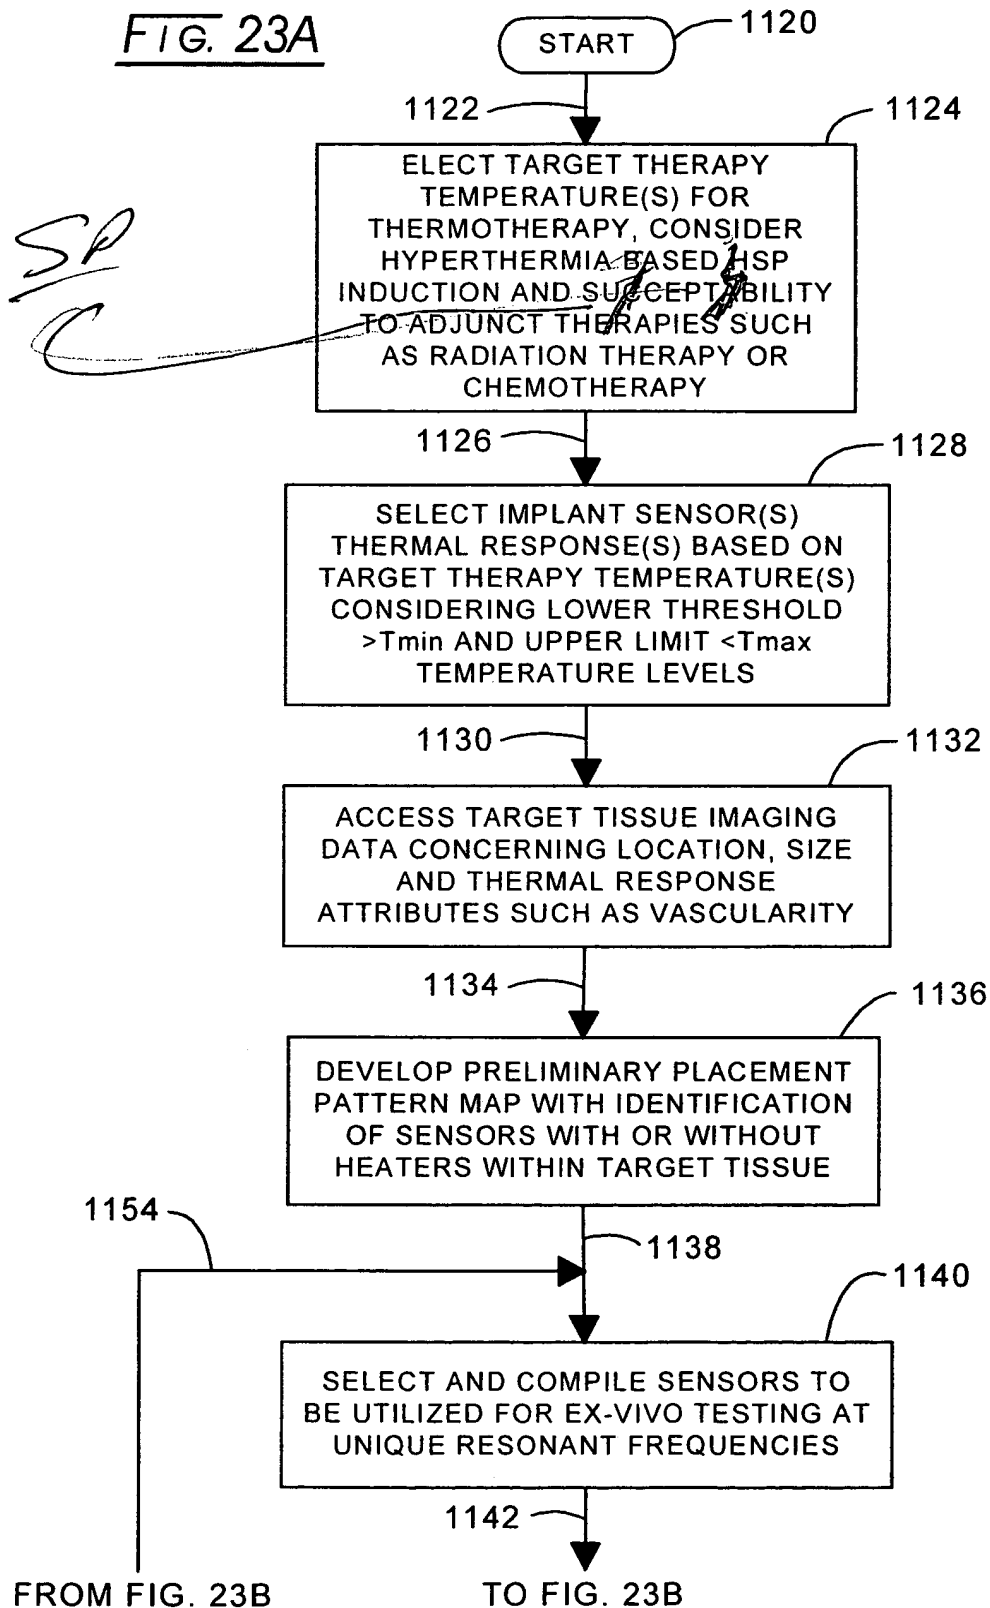 FIG. 23A
START
1120
1122
1124
ELECT TARGET THERAPY
TEMPERATURE(S) FOR
THERMOTHERAPY, CONSIDER
HYPERTHERMIA BASED HSP
INDUCTION AND SUCCEPTIBILITY
TO ADJUNCT THERAPIES SUCH
AS RADIATION THERAPY OR
CHEMOTHERAPY
SP
1126
1128
SELECT IMPLANT SENSOR(S)
THERMAL RESPONSE(S) BASED ON
TARGET THERAPY TEMPERATURE(S)
CONSIDERING LOWER THRESHOLD
>Tmin AND UPPER LIMIT <Tmax
TEMPERATURE LEVELS
1130
1132
ACCESS TARGET TISSUE IMAGING
DATA CONCERNING LOCATION, SIZE
AND THERMAL RESPONSE
ATTRIBUTES SUCH AS VASCULARITY
1134
1136
DEVELOP PRELIMINARY PLACEMENT
PATTERN MAP WITH IDENTIFICATION
OF SENSORS WITH OR WITHOUT
HEATERS WITHIN TARGET TISSUE
1154
1138
1140
SELECT AND COMPILE SENSORS TO
BE UTILIZED FOR EX-VIVO TESTING AT
UNIQUE RESONANT FREQUENCIES
1142
FROM FIG. 23B
TO FIG. 23B